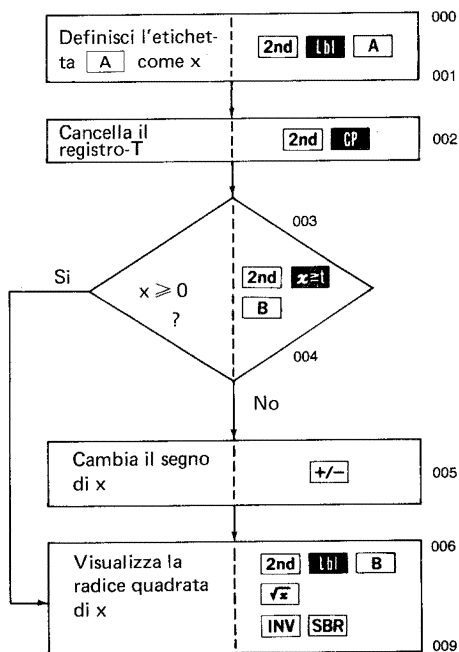 000
Definisci l'etichet-
ta A come x
2nd Lbl A
001
Cancella il
registro-T
2nd CP
002
003
Si
x ⩾ 0
?
2nd x≥t
B
004
No
Cambia il segno
di x
+/−
005
006
Visualizza la
radice quadrata
di x
2nd Lbl B
√x
INV SBR
009